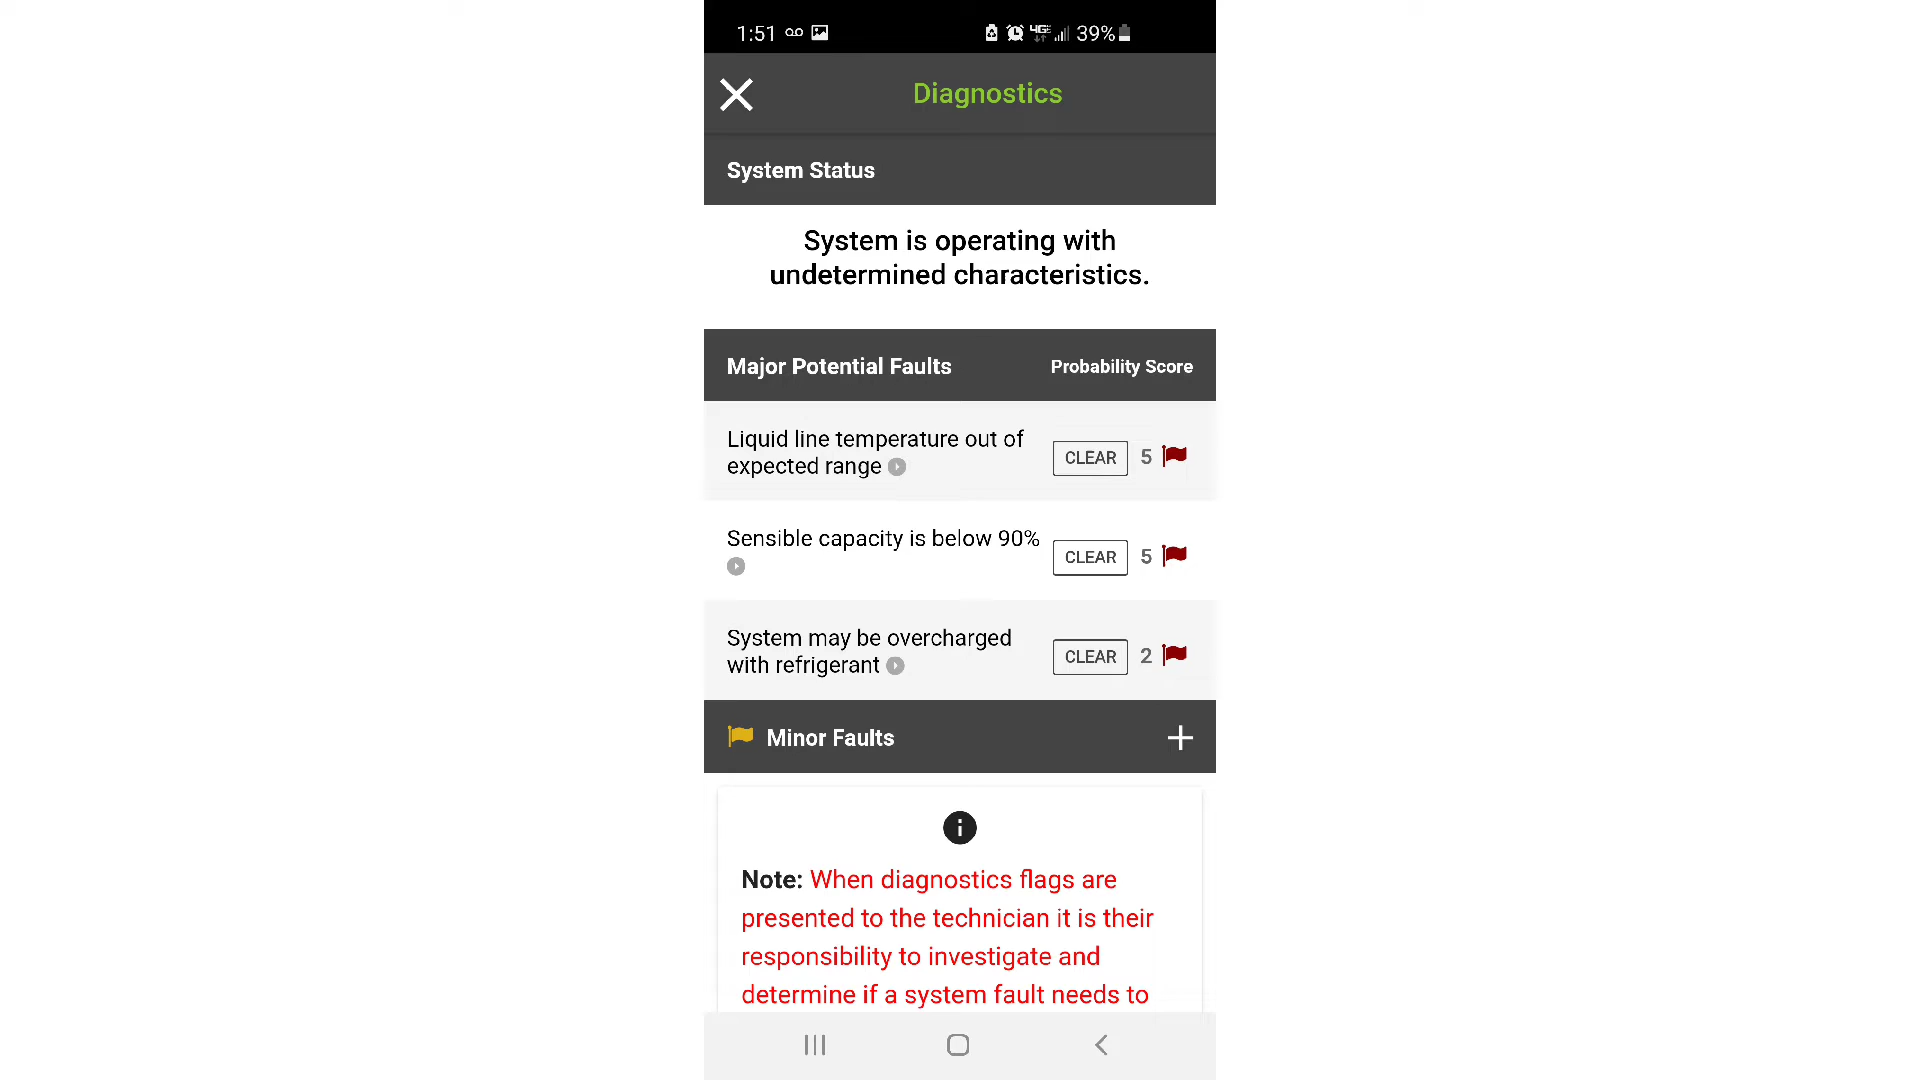 1:51
39%
Diagnostics
System Status
System is operating with
undetermined characteristics.
Major Potential Faults Probability Score
Liquid line temperature out of
expected range
CLEAR 5
Sensible capacity is below 90%
CLEAR 5
System may be overcharged
with refrigerant
CLEAR 2
Minor Faults
Note: When diagnostics flags are
presented to the technician it is their
responsibility to investigate and
determine if a system fault needs to